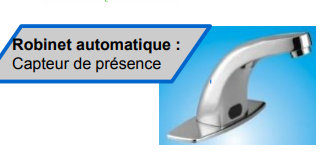 Robinet automatique :
Capteur de présence